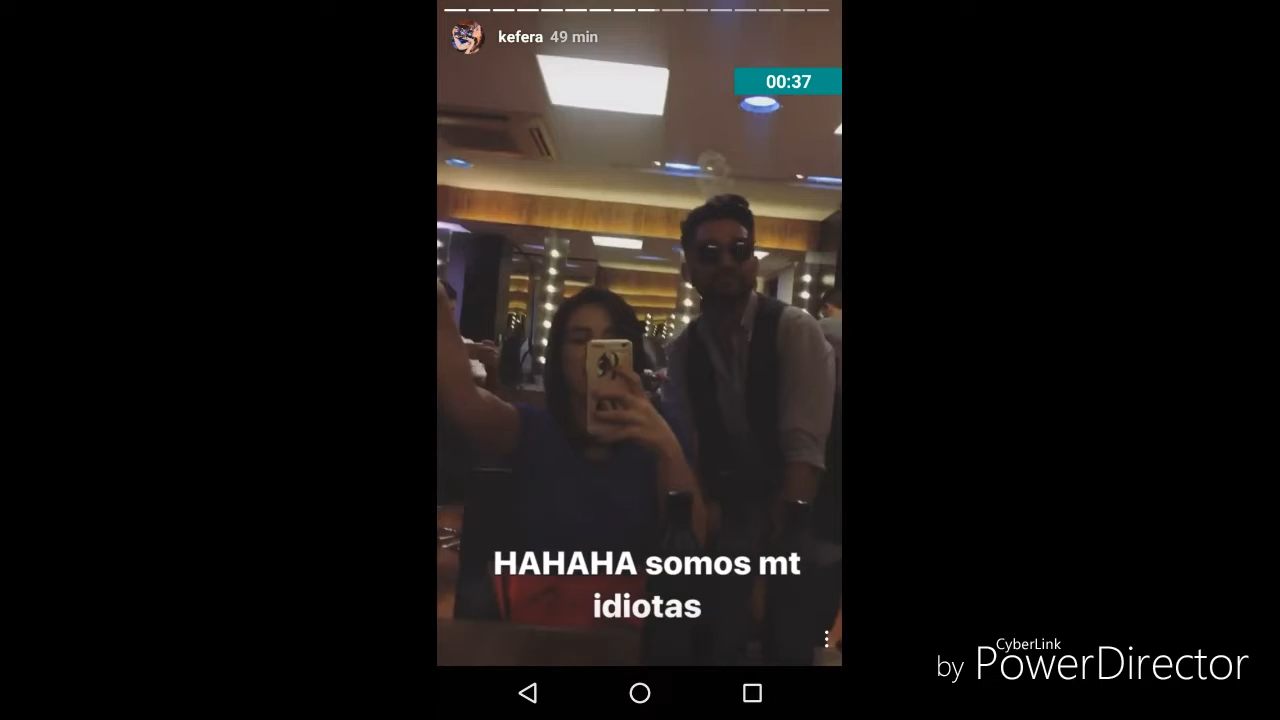 kefera 49 min
00:37
HAHAHA somos mt
idiotas
CyberLink
by PowerDirector